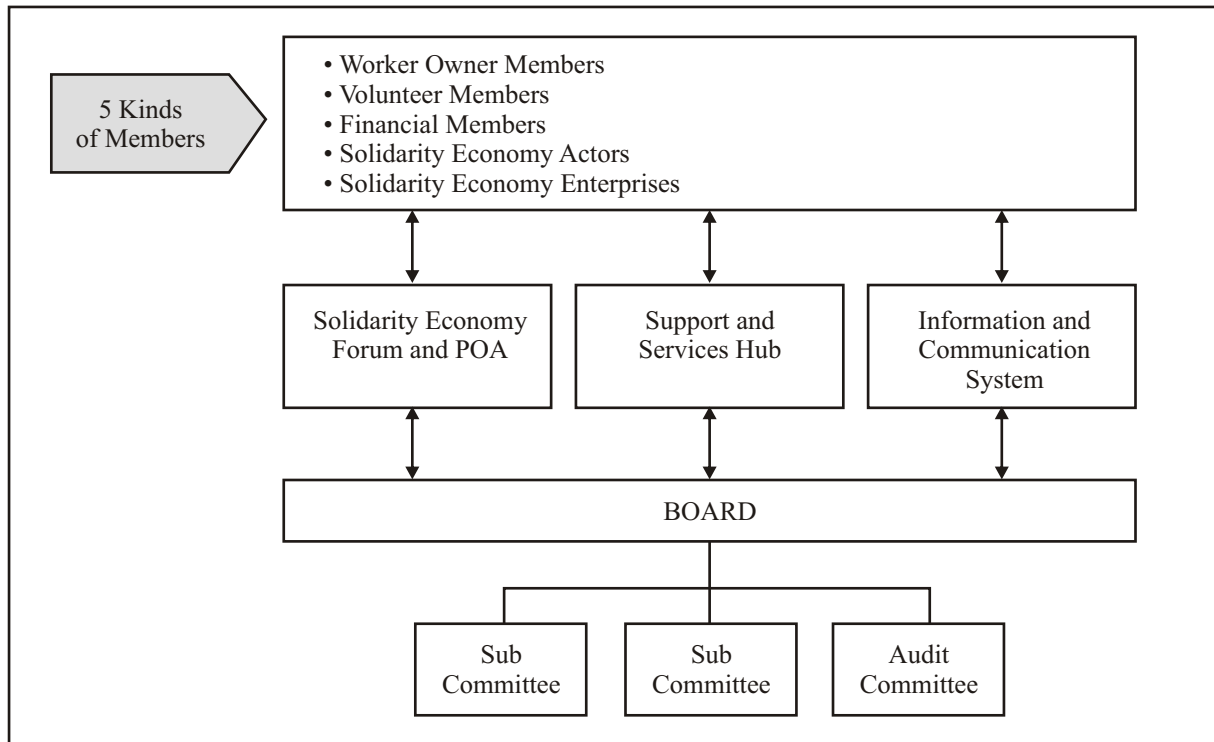 5 Kinds
of Members
• Worker Owner Members
• Volunteer Members
• Financial Members
• Solidarity Economy Actors
• Solidarity Economy Enterprises
Solidarity Economy
Forum and POA
Support and
Services Hub
Information and
Communication
System
BOARD
Sub
Committee
Sub
Committee
Audit
Committee